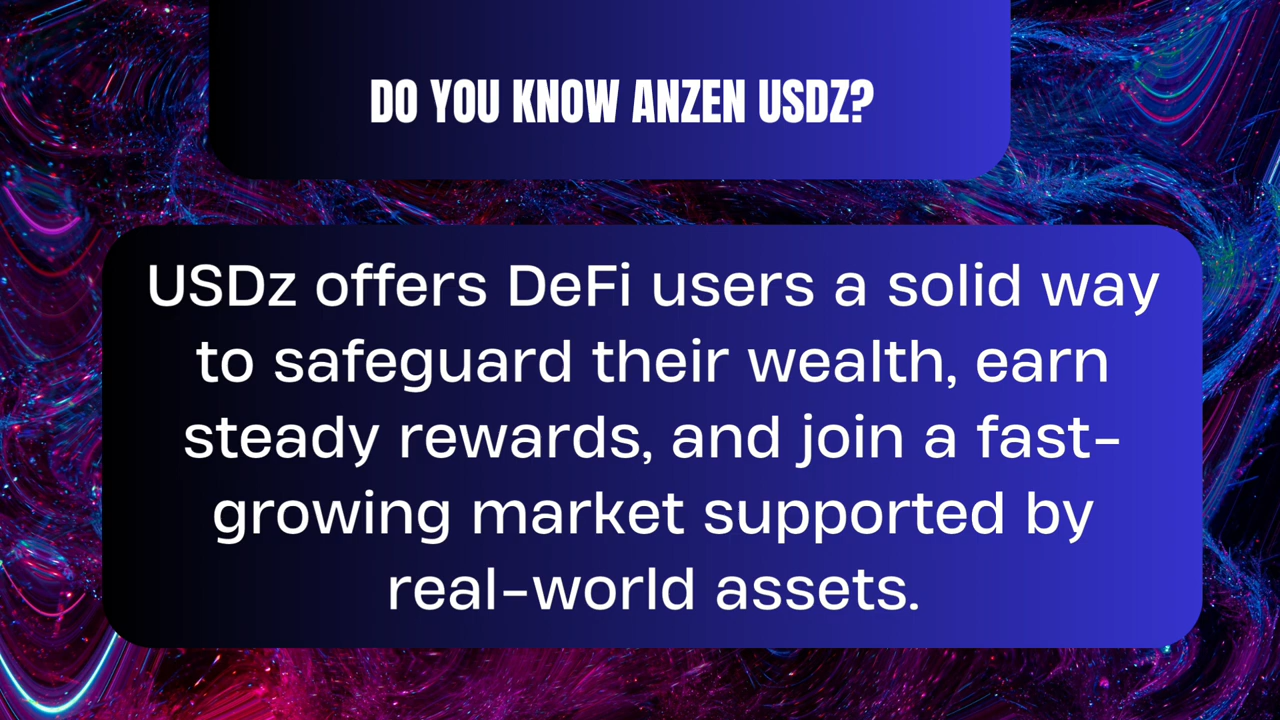 DO YOU KNOW ANZEN USDZ?
USDz offers DeFi users a solid way
to safeguard their wealth, earn
steady rewards, and join a fast-
growing market supported by
real-world assets.